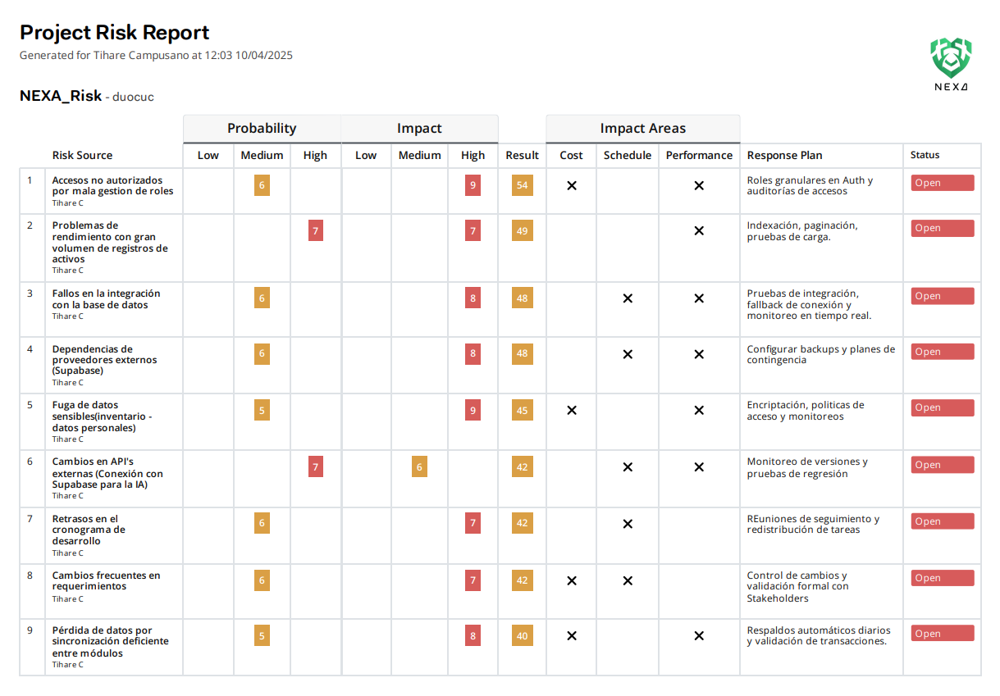 Project Risk Report
Generated for Tihare Campusano at 12:03 10/04/2025
NEXA
NEXA_Risk - duocuc
Probability Impact Impact Areas
Risk Source Low Medium High Low Medium High Result Cost Schedule Performance Response Plan Status
1 Accesos no autorizados 6 9 54 ✕ ✕ Roles granulares en Auth y Open
por mala gestion de roles auditorías de accesos
Tihare C
2 Problemas de 7 7 49 ✕ Indexación, paginación, Open
rendimiento con gran pruebas de carga.
volumen de registros de
activos
Tihare C
3 Fallos en la integración 6 8 48 ✕ ✕ Pruebas de integración, Open
con la base de datos fallback de conexión y
Tihare C monitoreo en tiempo real.
4 Dependencias de 6 8 48 ✕ ✕ Configurar backups y planes de Open
proveedores externos contingencia
(Supabase)
Tihare C
5 Fuga de datos 5 9 45 ✕ ✕ Encriptación, politicas de Open
sensibles(inventario - acceso y monitoreos
datos personales)
Tihare C
6 Cambios en API's 7 6 42 ✕ ✕ Monitoreo de versiones y Open
externas (Conexión con pruebas de regresión
Supabase para la IA)
Tihare C
7 Retrasos en el 6 7 42 ✕ REuniones de seguimiento y Open
cronograma de redistribución de tareas
desarrollo
Tihare C
8 Cambios frecuentes en 6 7 42 ✕ ✕ Control de cambios y Open
requerimientos validación formal con
Tihare C Stakeholders
9 Pérdida de datos por 5 8 40 ✕ ✕ Respaldos automáticos diarios Open
sincronización deficiente y validación de transacciones.
entre módulos
Tihare C